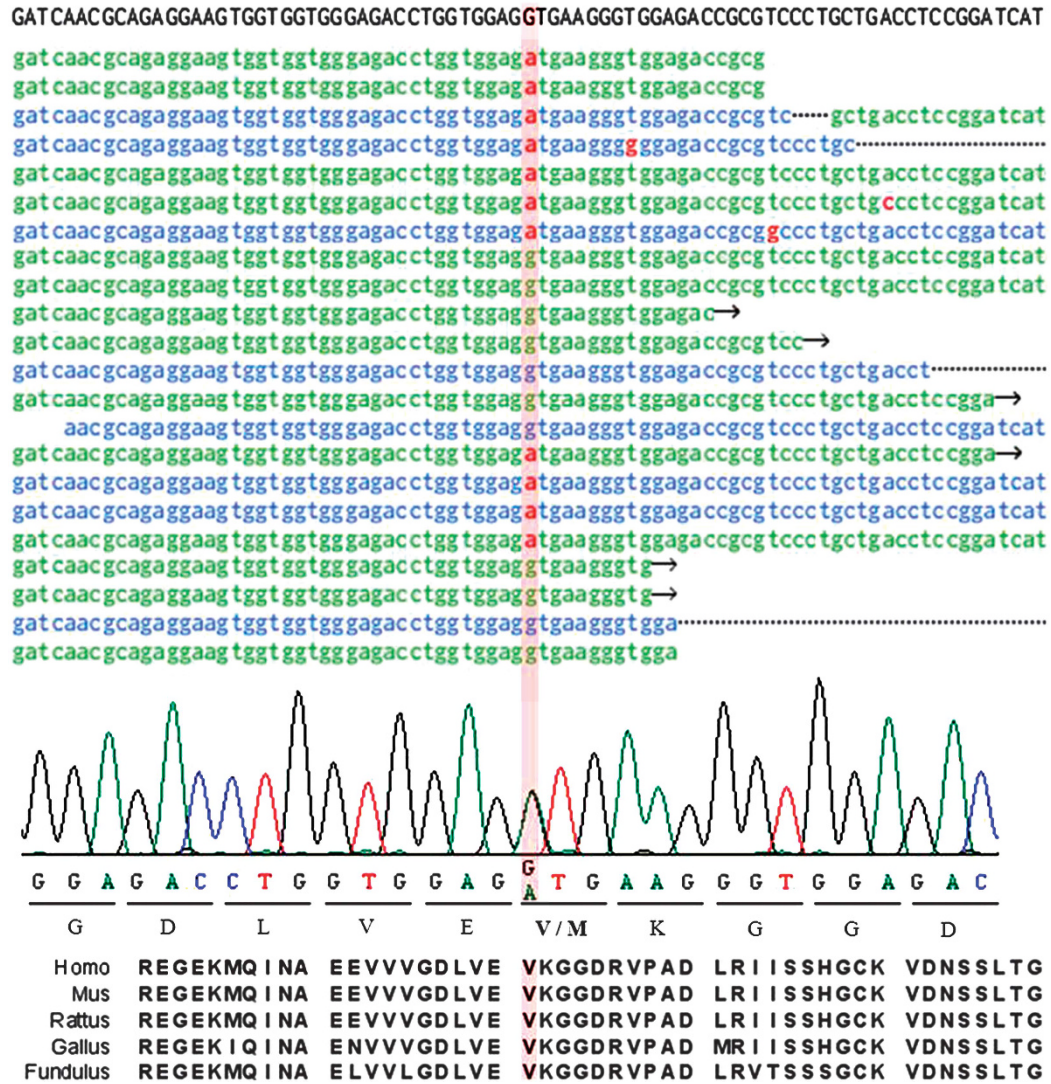 GATCAACGCAGAGGAAGTGGTGGTGGGAGACCTGGTGGAGGTGAAGGGTGGAGACCGCGTCCCTGCTGACCTCCGGATCAT
gatcaacgcagaggaagtggtggtgggagacctggtggagatgaagggtggagaccgcg
gatcaacgcagaggaagtggtggtgggagacctggtggagatgaagggtggagaccgcg
gatcaacgcagaggaagtggtggtgggagacctggtggagatgaagggtggagaccgcgtc······gctgacctccggatcat
gatcaacgcagaggaagtggtggtgggagacctggtggagatgaaggggggagaccgcgtccctgc
gatcaacgcagaggaagtggtggtgggagacctggtggagatgaagggtggagaccgcgtccctgctgacctccggatcat
gatcaacgcagaggaagtggtggtgggagacctggtggagatgaagggtggagaccgcgtccctgctgccctccggatcat
gatcaacgcagaggaagtggtggtgggagacctggtggagatgaagggtggagaccgcggccctgctgacctccggatcat
gatcaacgcagaggaagtggtggtgggagacctggtggaggtgaagggtggagaccgcgtccctgctgacctccggatcat
gatcaacgcagaggaagtggtggtgggagacctggtggaggtgaagggtggagaccgcgtccctgctgacctccggatcat
gatcaacgcagaggaagtggtggtgggagacctggtggaggtgaagggtggagac→
gatcaacgcagaggaagtggtggtgggagacctggtggaggtgaagggtggagaccgcgtcc→
gatcaacgcagaggaagtggtggtgggagacctggtggaggtgaagggtggagaccgcgtccctgctgacct
gatcaacgcagaggaagtggtggtgggagacctggtggaggtgaagggtggagaccgcgtccctgctgacctccgga→
aacgcagaggaagtggtggtgggagacctggtggaggtgaagggtggagaccgcgtccctgctgacctccggatcat
gatcaacgcagaggaagtggtggtgggagacctggtggagatgaagggtggagaccgcgtccctgctgacctccgga→
gatcaacgcagaggaagtggtggtgggagacctggtggagatgaagggtggagaccgcgtccctgctgacctccggatcat
gatcaacgcagaggaagtggtggtgggagacctggtggagatgaagggtggagaccgcgtccctgctgacctccggatcat
gatcaacgcagaggaagtggtggtgggagacctggtggagatgaagggtggagaccgcgtccctgctgacctccggatcat
gatcaacgcagaggaagtggtggtgggagacctggtggaggtgaagggtg→
gatcaacgcagaggaagtggtggtgggagacctggtggaggtgaagggtg→
gatcaacgcagaggaagtggtggtgggagacctggtggaggtgaagggtgga
gatcaacgcagaggaagtggtggtgggagacctggtggaggtgaagggtgga
G G A G A C C T G G T G G A G G T G A A G G G T G G A G A C
A
G D L V E V/M K G G D
Homo REGEKMQINA EEVVVGDLVE VKGGDRVPAD LRIISSHGCK VDNSSLTG
Mus REGEKMQINA EEVVVGDLVE VKGGDRVPAD LRIISSHGCK VDNSSLTG
Rattus REGEKMQINA EEVVVGDLVE VKGGDRVPAD LRIISSHGCK VDNSSLTG
Gallus REGEKIQINA ENVVVGDLVE VKGGDRVPAD MRIISSSGCK VDNSSLTG
Fundulus REGEKMQINA ELVVLGDLVE VKGGDRVPAD LRVTSSSGCK VDNSSLTG